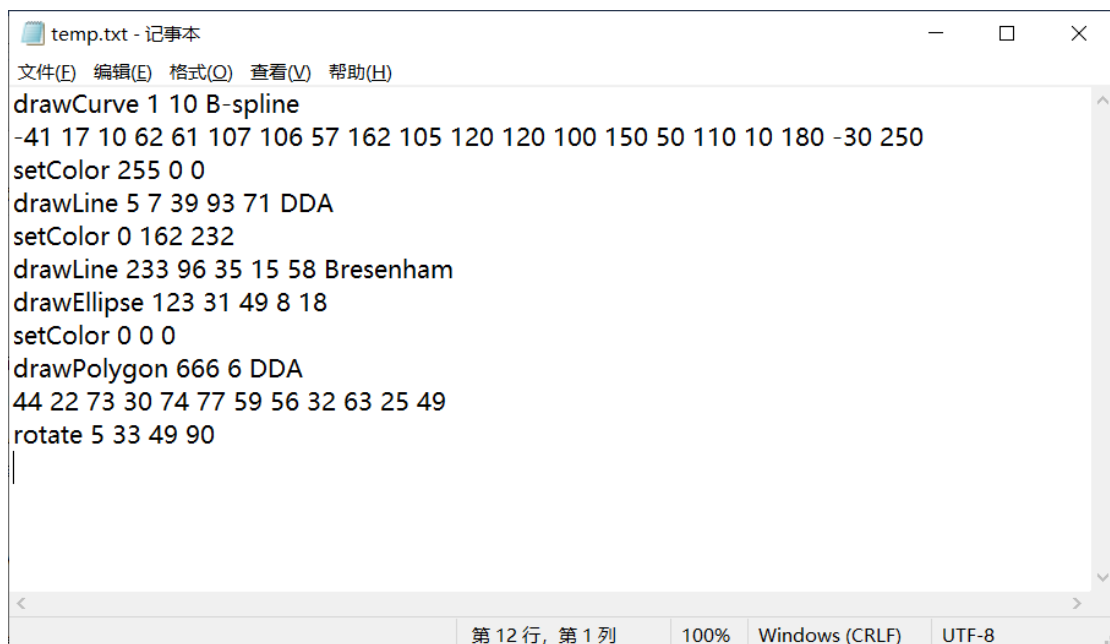 temp.txt - 记事本
文件(F) 编辑(E) 格式(O) 查看(V) 帮助(H)
drawCurve 1 10 B-spline
-41 17 10 62 61 107 106 57 162 105 120 120 100 150 50 110 10 180 -30 250
setColor 255 0 0
drawLine 5 7 39 93 71 DDA
setColor 0 162 232
drawLine 233 96 35 15 58 Bresenham
drawEllipse 123 31 49 8 18
setColor 0 0 0
drawPolygon 666 6 DDA
44 22 73 30 74 77 59 56 32 63 25 49
rotate 5 33 49 90
第 12 行，第 1 列 100% Windows (CRLF) UTF-8